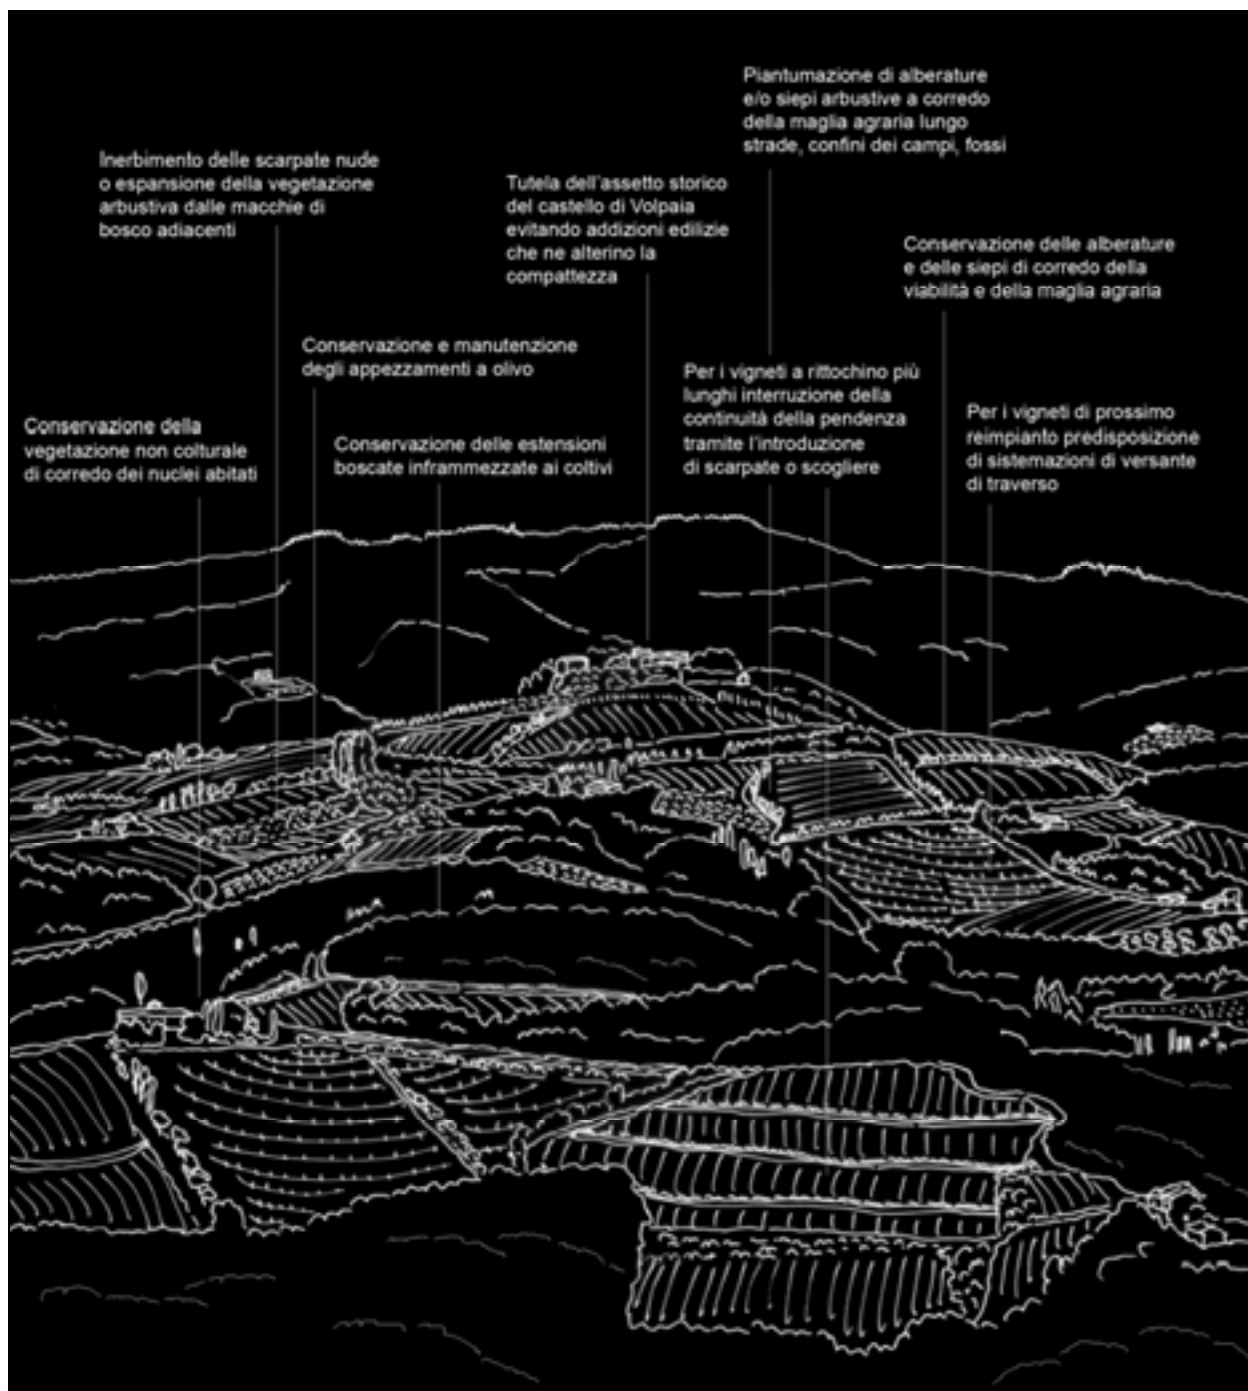 Piantumazione di alberature
e/o siepi arbustive a corredo
della maglia agraria lungo
strade, confini dei campi, fossi
Inerbimento delle scarpate nude
o espansione della vegetazione
arbustiva dalle macchie di
bosco adiacenti
Tutela dell'assetto storico
del castello di Volpaia
evitando addizioni edilizie
che ne alterino la
compattezza
Conservazione delle alberature
e delle siepi di corredo della
viabilità e della maglia agraria
Conservazione e manutenzione
degli appezzamenti a olivo
Per i vigneti a rittochino più
lunghi interruzione della
continuità della pendenza
tramite l'introduzione
di scarpate o scogliere
Per i vigneti di prossimo
reimpianto predisposizione
di sistemazioni di versante
di traverso
Conservazione della
vegetazione non colturale
di corredo dei nuclei abitati
Conservazione delle estensioni
boscate inframmezzate ai coltivi